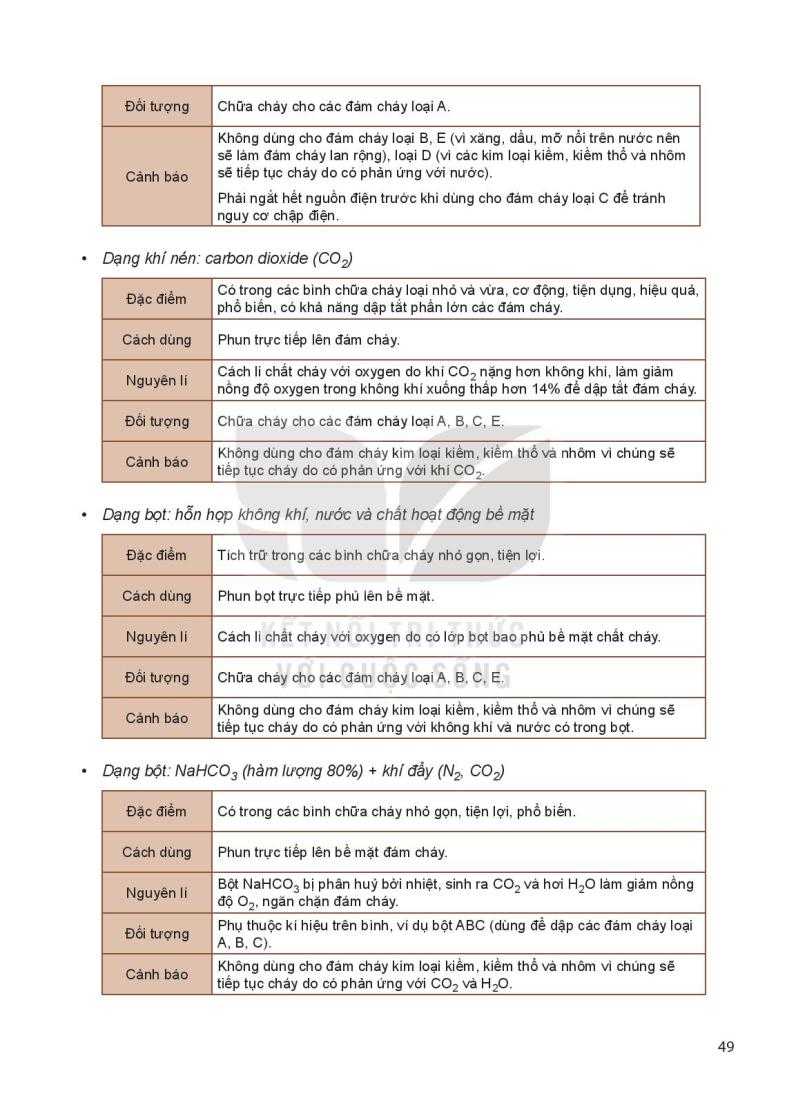 Đối tượng
Chữa cháy cho các đám cháy loại A.
Cảnh báo
Không dùng cho đám cháy loại B, E (vì xăng, dầu, mỡ nổi trên nước nên
sẽ làm đám cháy lan rộng), loại D (vì các kim loại kiềm, kiềm thổ và nhôm
sẽ tiếp tục cháy do có phản ứng với nước).
Phải ngắt hết nguồn điện trước khi dùng cho đám cháy loại C để tránh
nguy cơ chập điện.
• Dạng khí nén: carbon dioxide (CO₂)
Đặc điểm
Có trong các bình chữa cháy loại nhỏ và vừa, cơ động, tiện dụng, hiệu quả,
phổ biến, có khả năng dập tắt phần lớn các đám cháy.
Cách dùng
Phun trực tiếp lên đám cháy.
Nguyên lí
Cách li chất cháy với oxygen do khí CO₂ nặng hơn không khí, làm giảm
nồng độ oxygen trong không khí xuống thấp hơn 14% để dập tắt đám cháy.
Đối tượng
Chữa cháy cho các đám cháy loại A, B, C, E.
Cảnh báo
Không dùng cho đám cháy kim loại kiềm, kiềm thổ và nhôm vì chúng sẽ
tiếp tục cháy do có phản ứng với khí CO₂.
• Dạng bọt: hỗn hợp không khí, nước và chất hoạt động bề mặt
Đặc điểm
Tích trữ trong các bình chữa cháy nhỏ gọn, tiện lợi.
Cách dùng
Phun bọt trực tiếp phủ lên bề mặt.
Nguyên lí
Cách li chất cháy với oxygen do có lớp bọt bao phủ bề mặt chất cháy.
Đối tượng
Chữa cháy cho các đám cháy loại A, B, C, E.
Cảnh báo
Không dùng cho đám cháy kim loại kiềm, kiềm thổ và nhôm vì chúng sẽ
tiếp tục cháy do có phản ứng với không khí và nước có trong bọt.
KẾT NỐI TRI THỨC
VỚI CUỘC SỐNG
• Dạng bột: NaHCO₃ (hàm lượng 80%) + khí đẩy (N₂, CO₂)
Đặc điểm
Có trong các bình chữa cháy nhỏ gọn, tiện lợi, phổ biến.
Cách dùng
Phun trực tiếp lên bề mặt đám cháy.
Nguyên lí
Bột NaHCO₃ bị phân huỷ bởi nhiệt, sinh ra CO₂ và hơi H₂O làm giảm nồng
độ O₂, ngăn chặn đám cháy.
Đối tượng
Phụ thuộc kí hiệu trên bình, ví dụ bột ABC (dùng để dập các đám cháy loại
A, B, C).
Cảnh báo
Không dùng cho đám cháy kim loại kiềm, kiềm thổ và nhôm vì chúng sẽ
tiếp tục cháy do có phản ứng với CO₂ và H₂O.
49